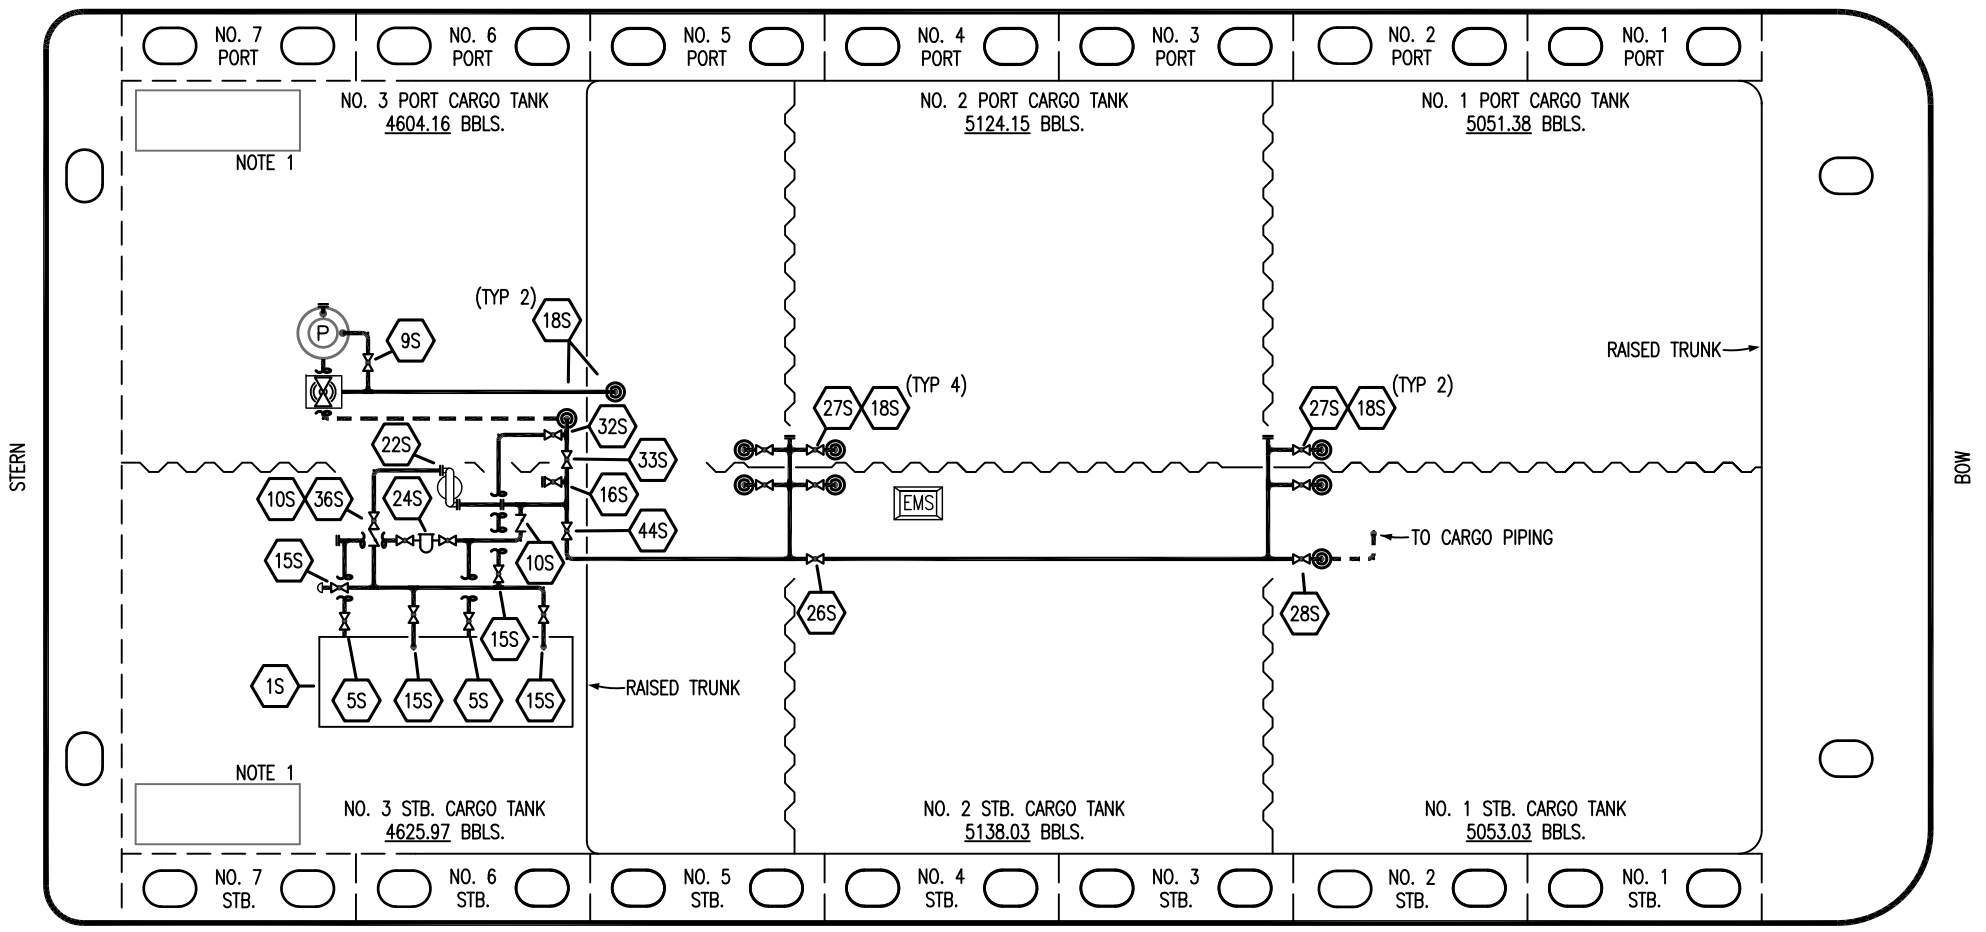 NO. 7
PORT
NO. 6
PORT
NO. 5
PORT
NO. 4
PORT
NO. 3
PORT
NO. 2
PORT
NO. 1
PORT
NO. 3 PORT CARGO TANK
4604.16 BBLS.
NO. 2 PORT CARGO TANK
5124.15 BBLS.
NO. 1 PORT CARGO TANK
5051.38 BBLS.
NOTE 1
(TYP 2)
18S
P
9S
RAISED TRUNK
27S
18S
(TYP 4)
27S
18S
(TYP 2)
32S
22S
33S
STERN
BOW
10S
36S
24S
16S
EMS
44S
TO CARGO PIPING
15S
10S
26S
28S
15S
1S
5S
15S
5S
15S
RAISED TRUNK
NOTE 1
NO. 3 STB. CARGO TANK
4625.97 BBLS.
NO. 2 STB. CARGO TANK
5138.03 BBLS.
NO. 1 STB. CARGO TANK
5053.03 BBLS.
NO. 7
STB.
NO. 6
STB.
NO. 5
STB.
NO. 4
STB.
NO. 3
STB.
NO. 2
STB.
NO. 1
STB.